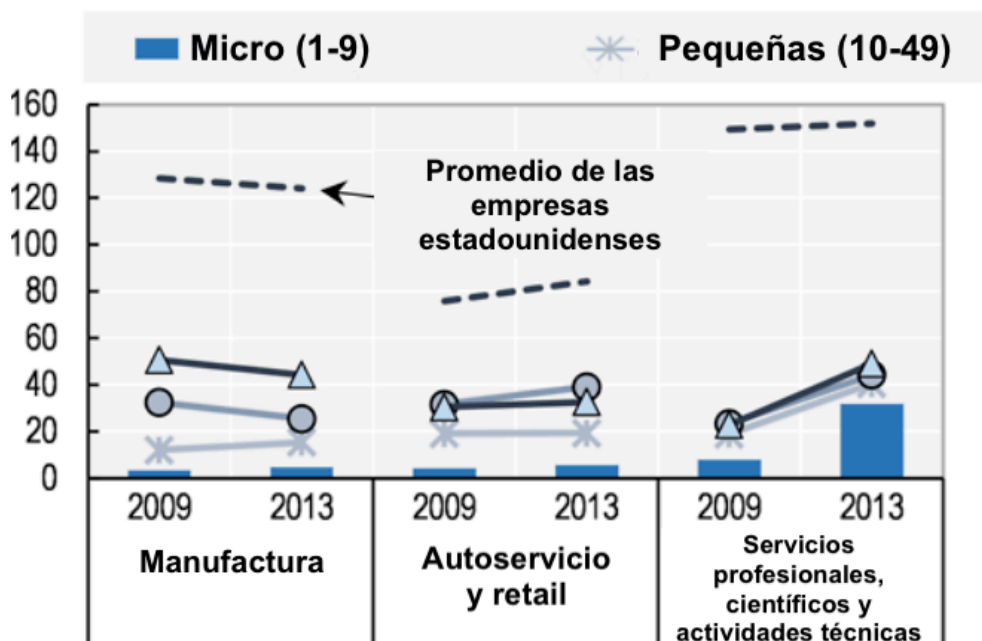 Micro (1-9) Pequeñas (10-49)
160
140
120
100
80
60
40
20
0
Promedio de las
empresas
estadounidenses
2009 2013 2009 2013 2009 2013
Manufactura
Autoservicio
y retail
Servicios
profesionales,
científicos y
actividades técnicas